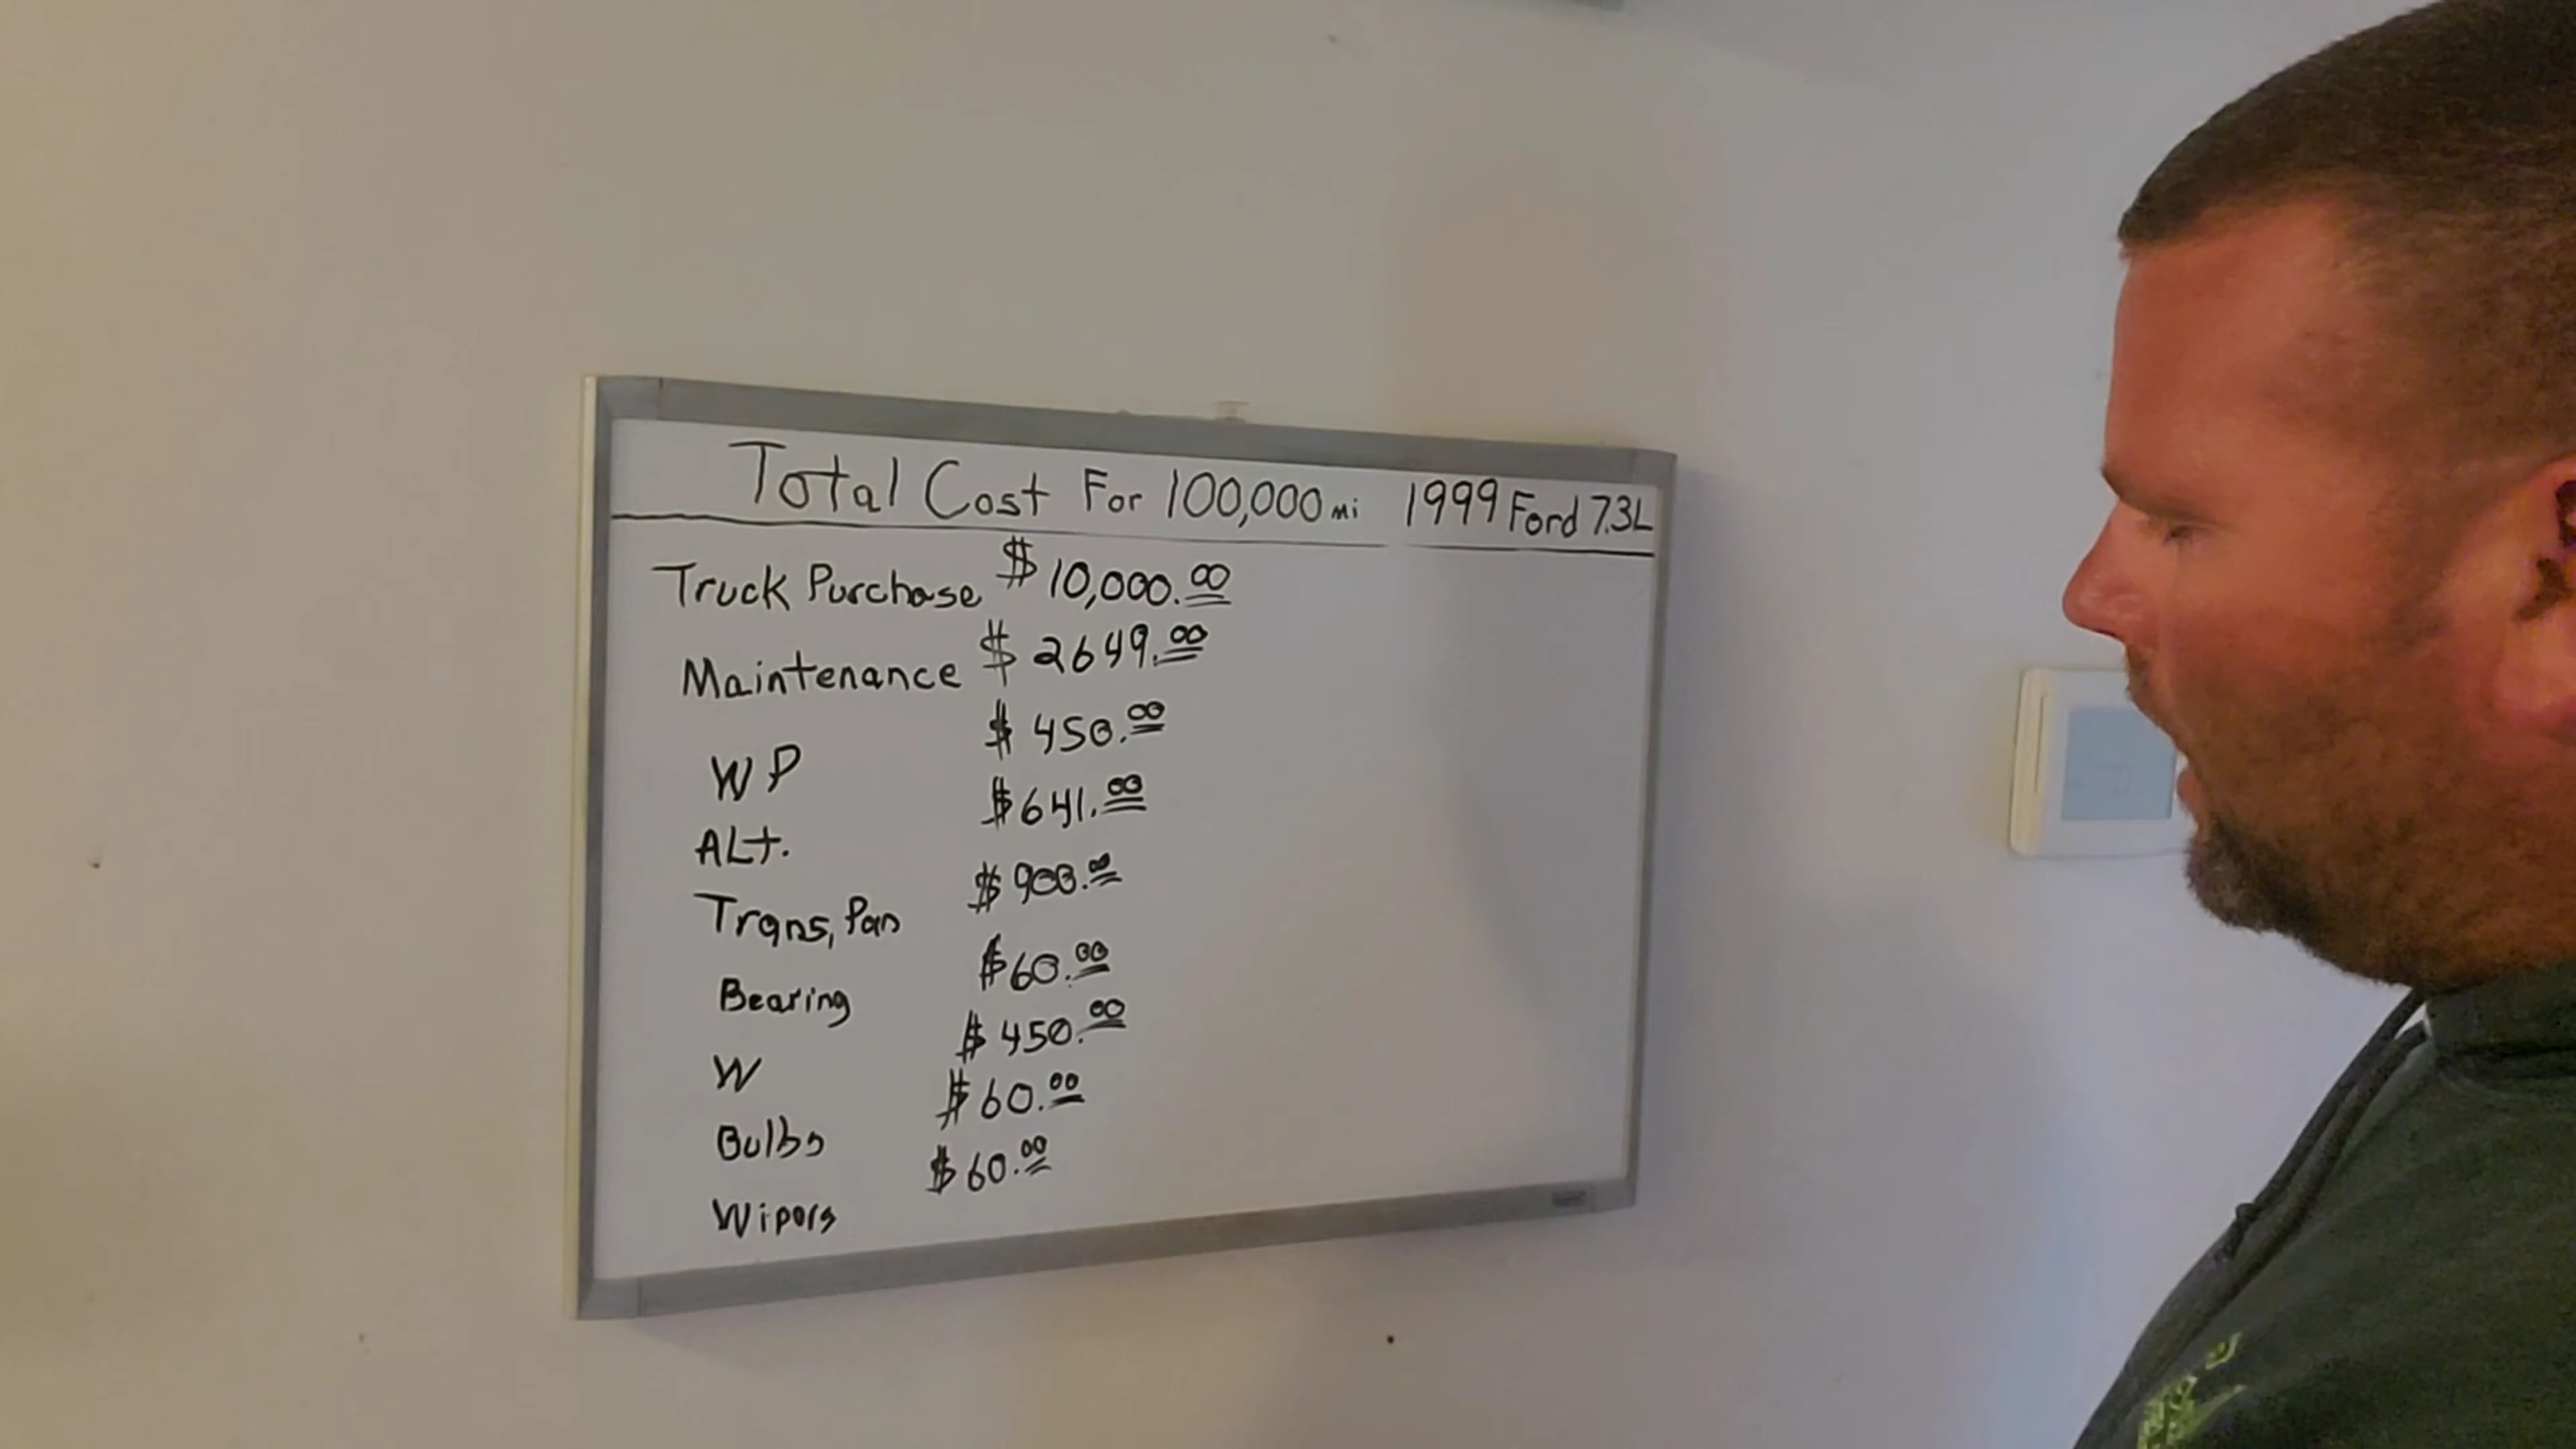 Total Cost For 100,000 mi 1999 Ford 7.3L
Truck Purchase $10,000.00
Maintenance $2649.00
WP $450.00
ALt. $641.00
Trans, Pan $900.00
Bearing $60.00
W $450.00
Bulbs $60.00
Wipers $60.00